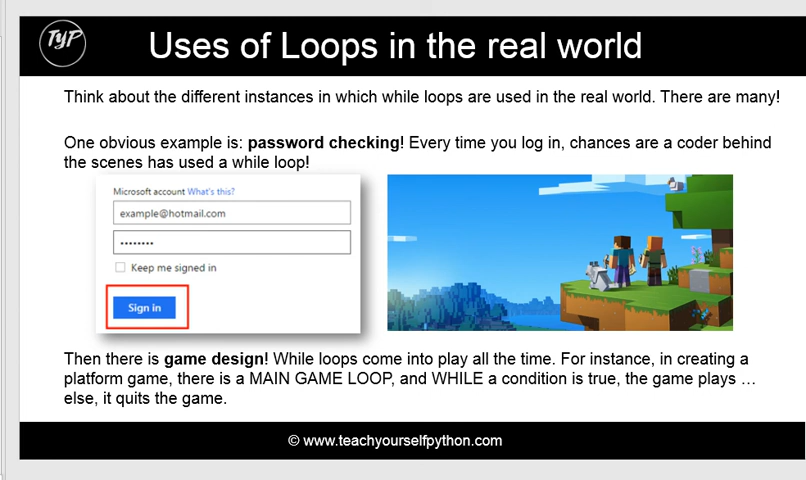 TYP
Uses of Loops in the real world
Think about the different instances in which while loops are used in the real world. There are many!
One obvious example is: password checking! Every time you log in, chances are a coder behind
the scenes has used a while loop!
Microsoft account What's this?
example@hotmail.com
••••••••
Keep me signed in
Sign in
Then there is game design! While loops come into play all the time. For instance, in creating a
platform game, there is a MAIN GAME LOOP, and WHILE a condition is true, the game plays …
else, it quits the game.
© www.teachyourselfpython.com